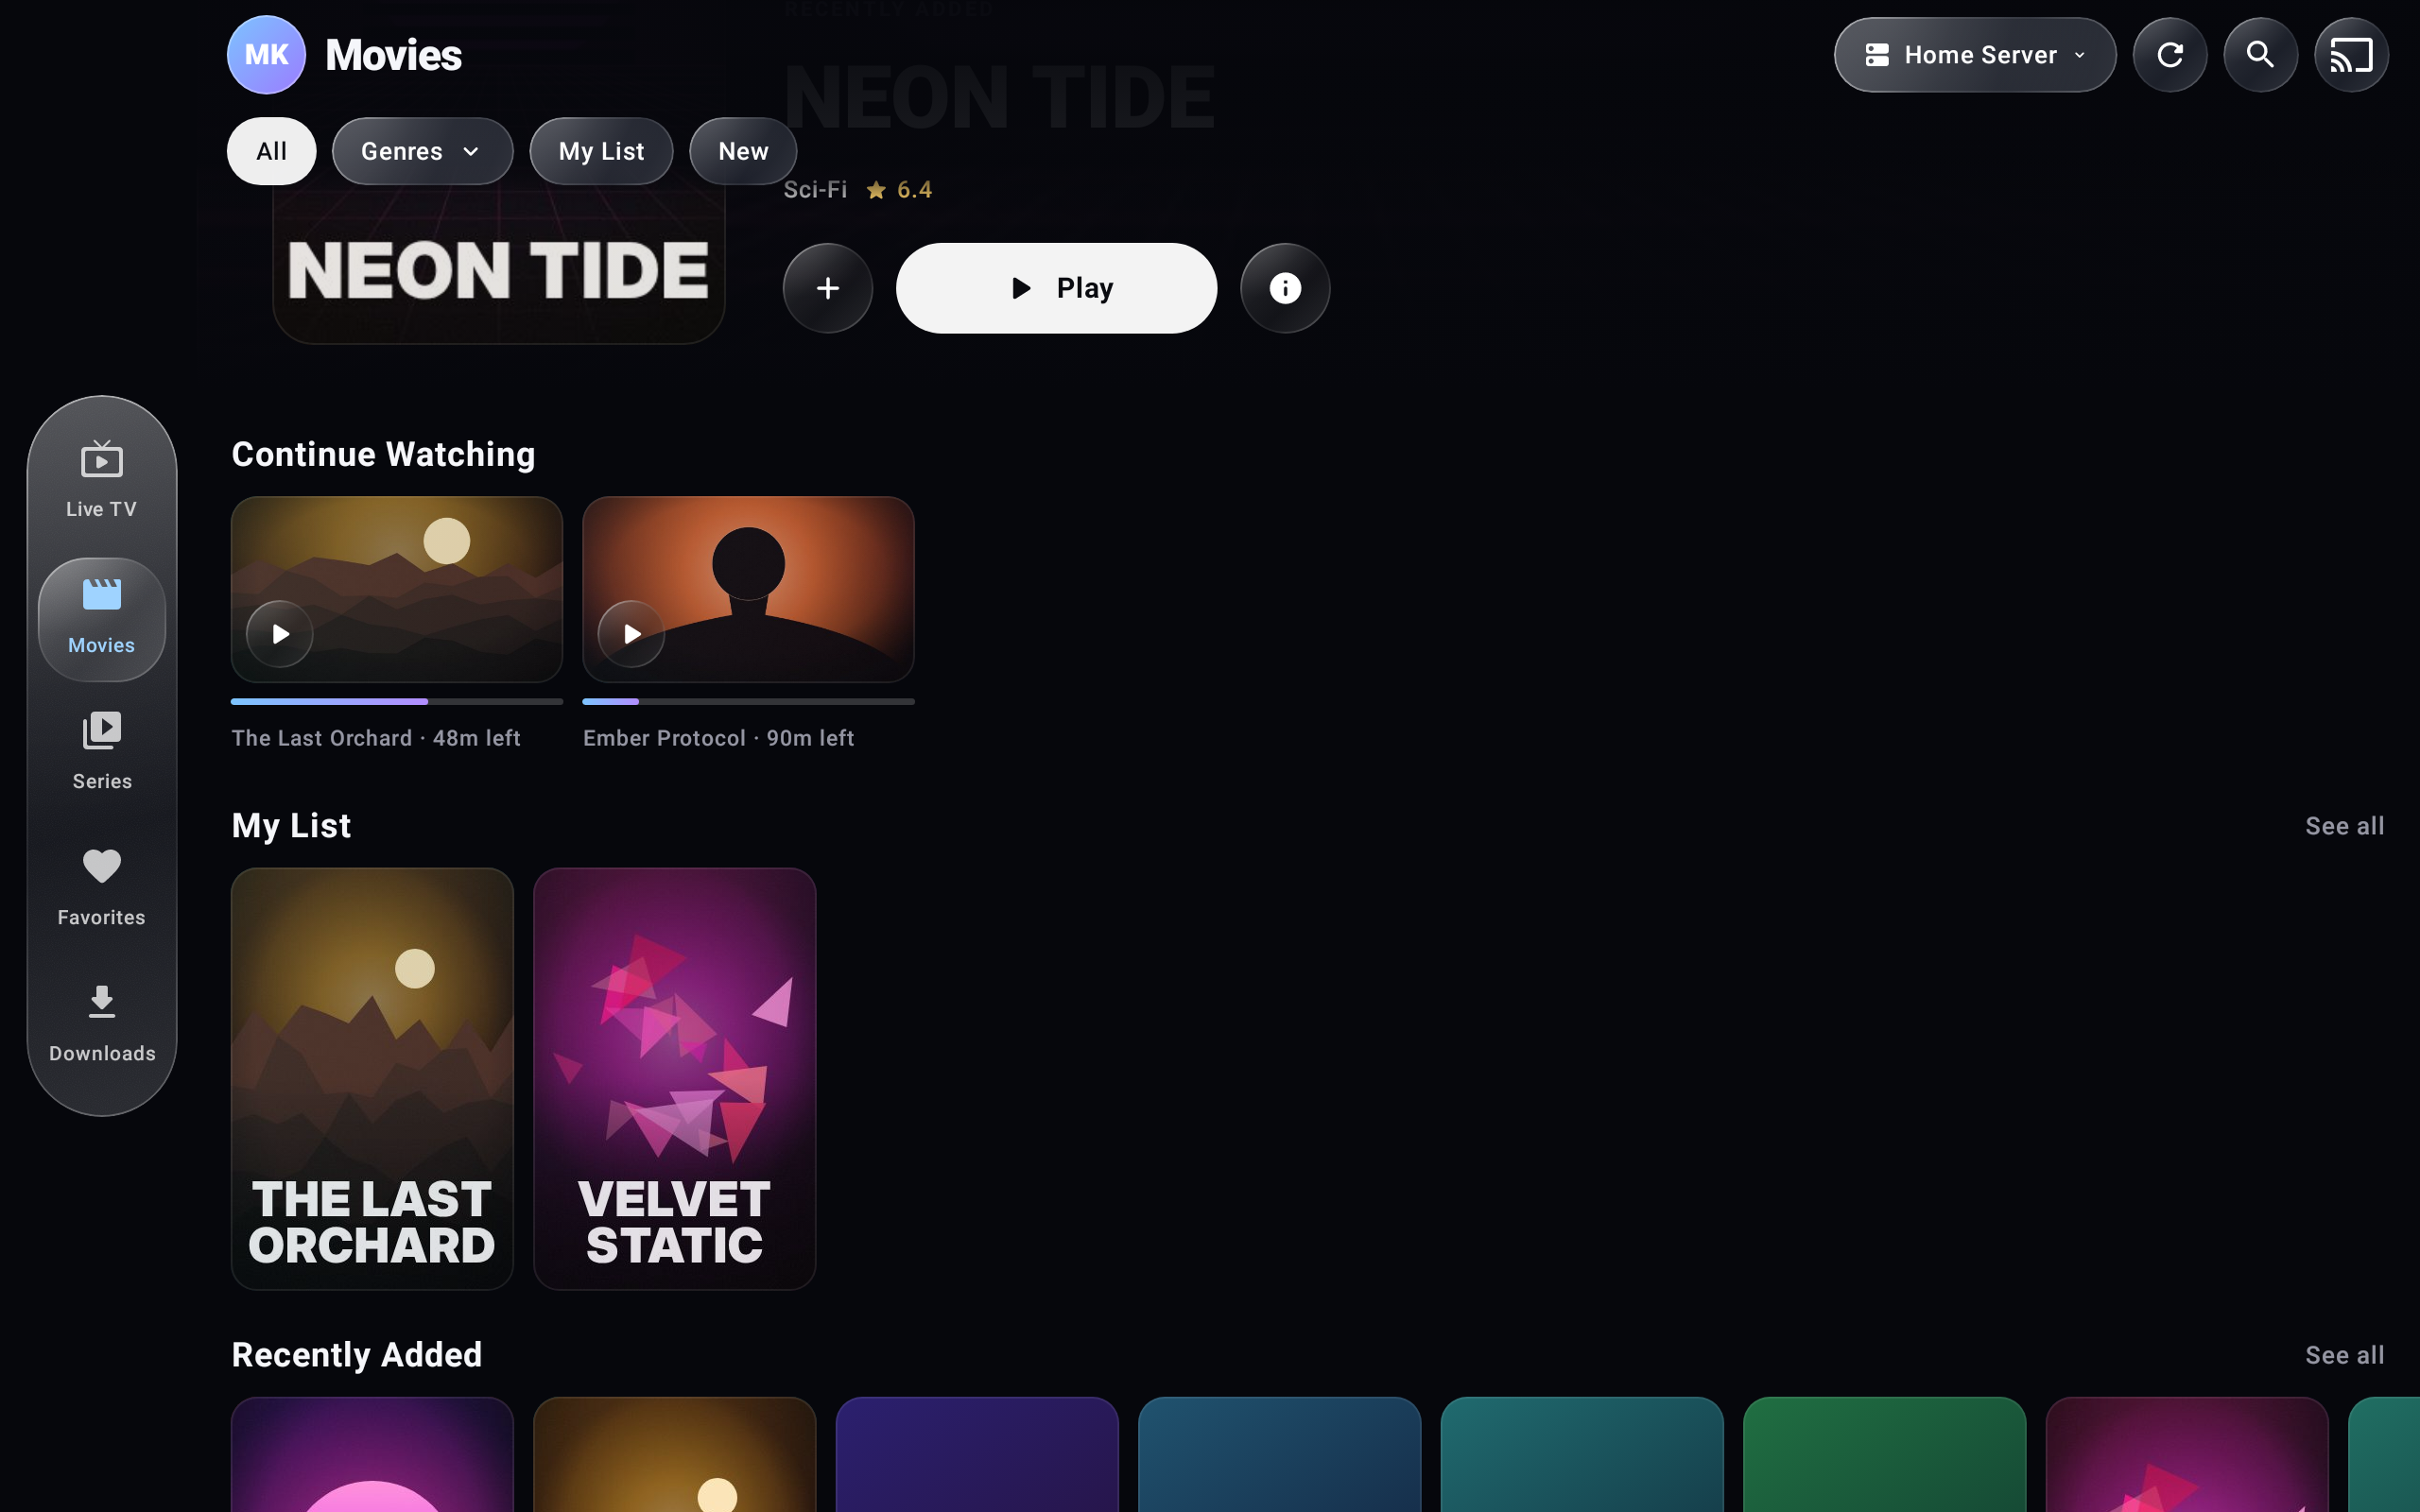 RECENTLY ADDED
MK Movies
Home Server
NEON TIDE
All Genres My List New
Sci-Fi 6.4
NEON TIDE
Play
Live TV
Movies
Series
Favorites
Downloads
Continue Watching
The Last Orchard · 48m left
Ember Protocol · 90m left
My List
See all
THE LAST
ORCHARD
VELVET
STATIC
Recently Added
See all